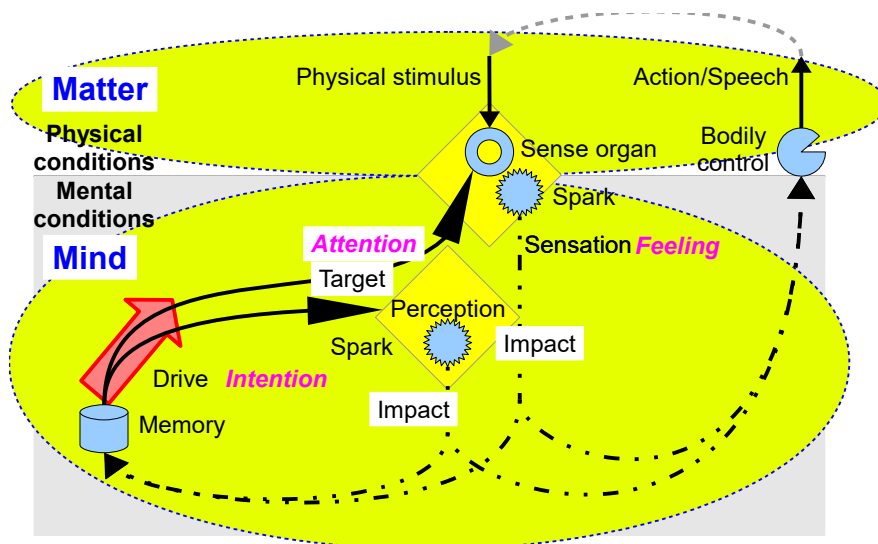 Physical stimulus
Action/Speech
Matter
Physical
conditions
Sense organ
Bodily
control
Mental
conditions
Spark
Attention
Sensation Feeling
Mind
Target
Perception
Spark
Impact
Drive Intention
Impact
Memory